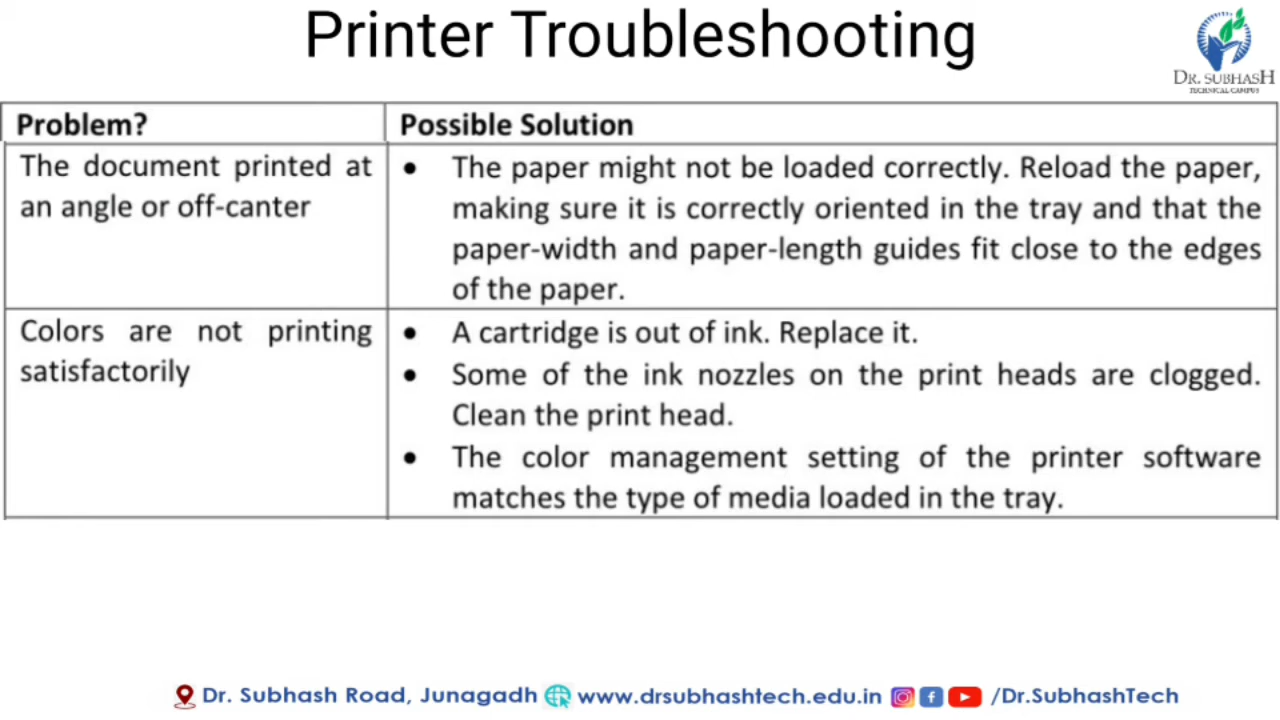 Printer Troubleshooting
DR. SUBHASH
TECHNICAL CAMPUS
Problem?
Possible Solution
The document printed at
an angle or off-canter
• The paper might not be loaded correctly. Reload the paper,
making sure it is correctly oriented in the tray and that the
paper-width and paper-length guides fit close to the edges
of the paper.
Colors are not printing
satisfactorily
• A cartridge is out of ink. Replace it.
• Some of the ink nozzles on the print heads are clogged.
Clean the print head.
• The color management setting of the printer software
matches the type of media loaded in the tray.
Dr. Subhash Road, Junagadh www.drsubhashtech.edu.in /Dr.SubhashTech